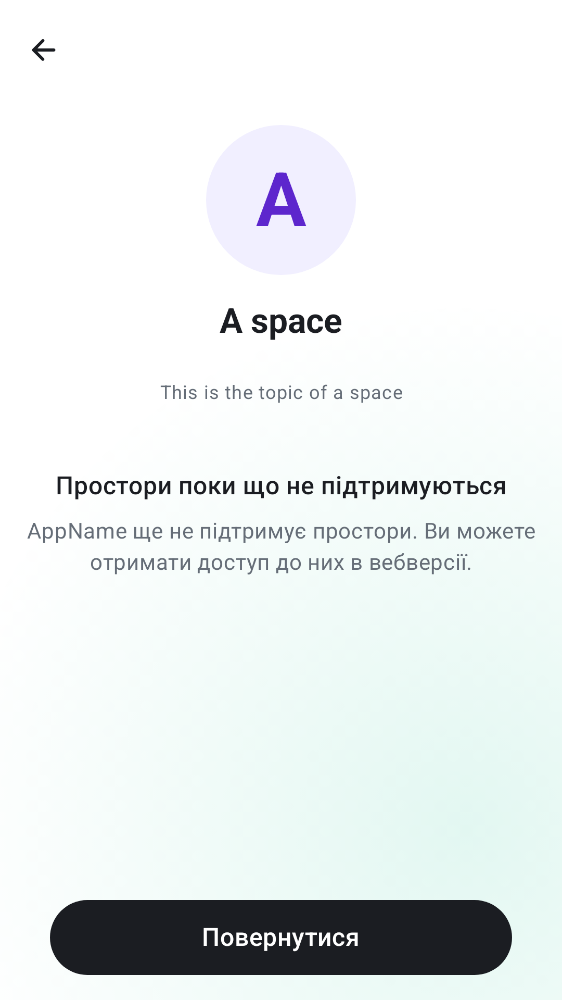 A
A space
This is the topic of a space
Простори поки що не підтримуються
AppName ще не підтримує простори. Ви можете
отримати доступ до них в вебверсії.
Повернутися